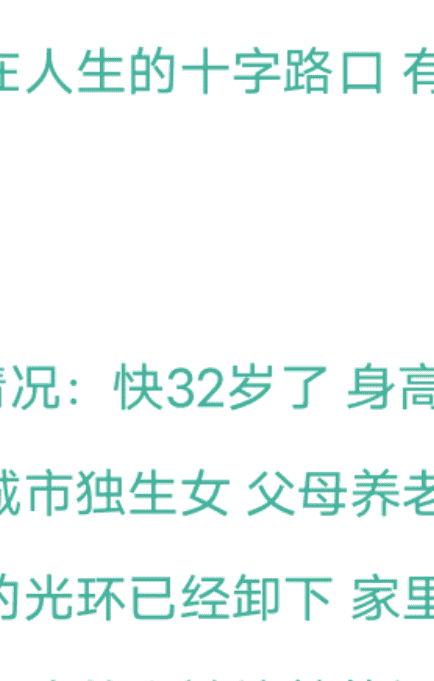 在人生的十字路口 有
情况：快32岁了 身高
城市独生女 父母养老
的光环已经卸下 家里